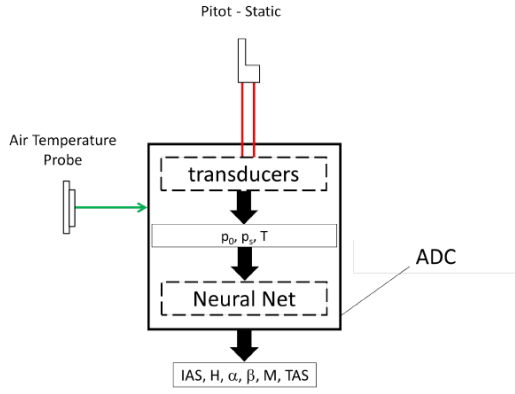 Pitot - Static
Air Temperature
Probe
transducers
p₀, pₛ, T
ADC
Neural Net
IAS, H, α, β, M, TAS